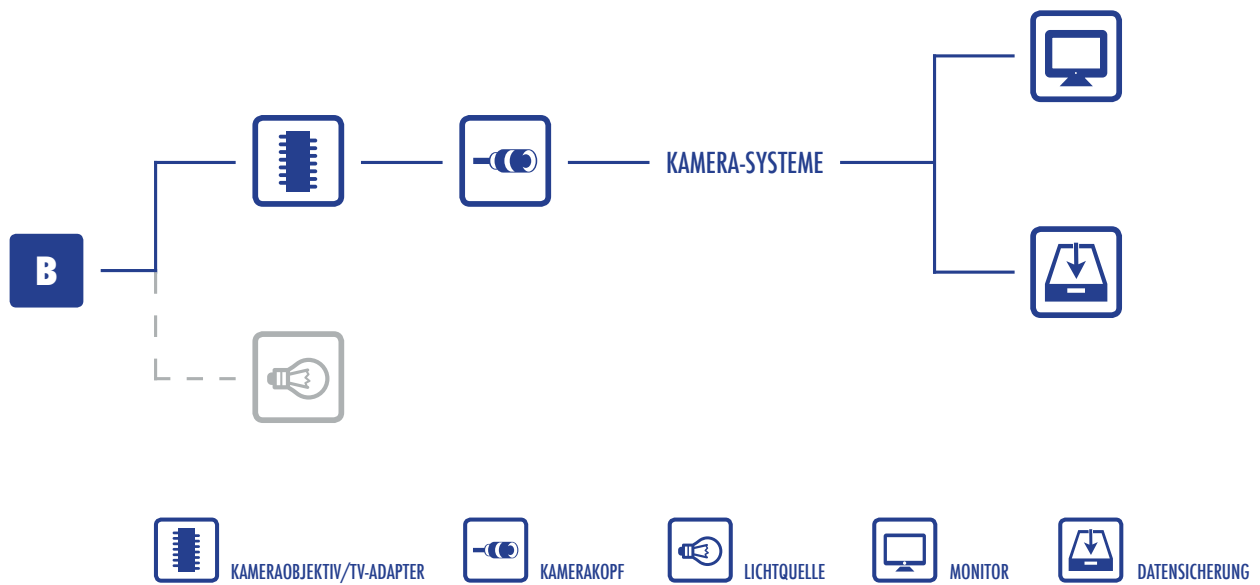 KAMERA-SYSTEME
B
KAMERAOBJEKTIV/TV-ADAPTER
KAMERAKOPF
LICHTQUELLE
MONITOR
DATENSICHERUNG